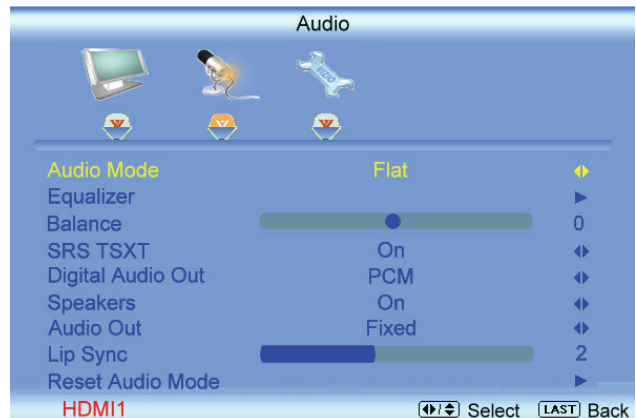 Audio
VIZIO
Audio Mode Flat
Equalizer
Balance 0
SRS TSXT On
Digital Audio Out PCM
Speakers On
Audio Out Fixed
Lip Sync 2
Reset Audio Mode
HDMI1 Select LAST Back